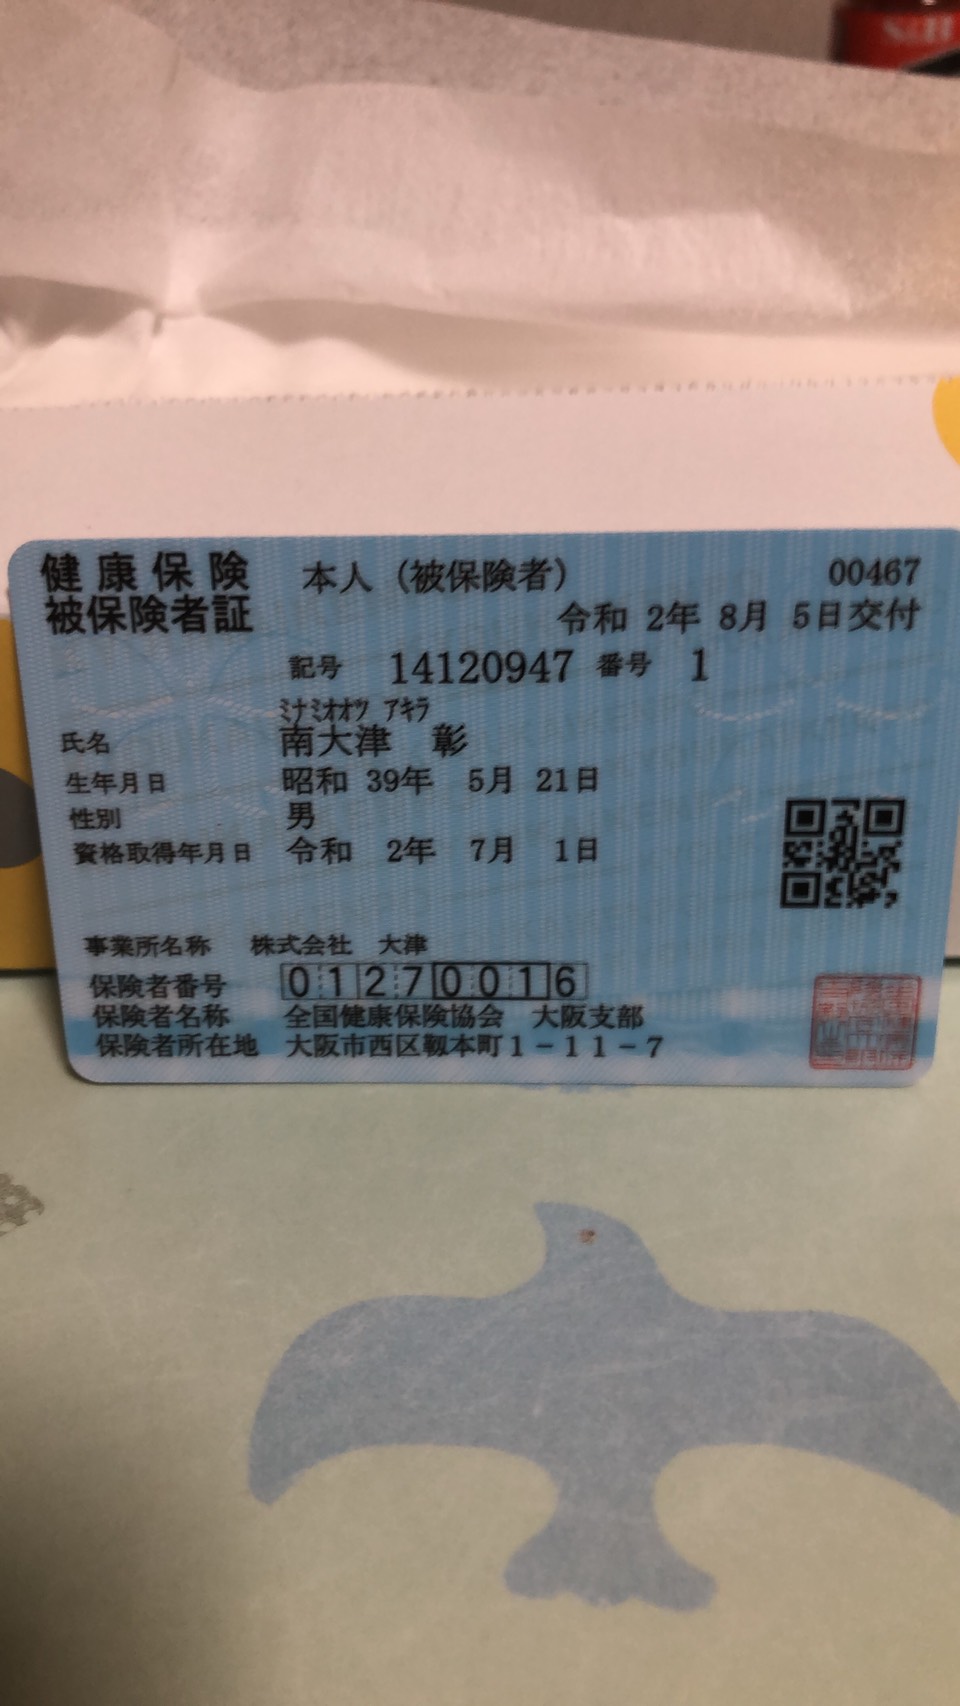 S&B
健康保険 本人（被保険者） 00467
被保険者証 令和 2年 8月 5日交付
記号 14120947 番号 1
ﾐﾅﾐｵｵﾂ ｱｷﾗ
氏名 南大津 彰
生年月日 昭和 39年 5月 21日
性別 男
資格取得年月日 令和 2年 7月 1日
事業所名称 株式会社 大津
保険者番号 01270016
保険者名称 全国健康保険協会 大阪支部
保険者所在地 大阪市西区靱本町1－11－7